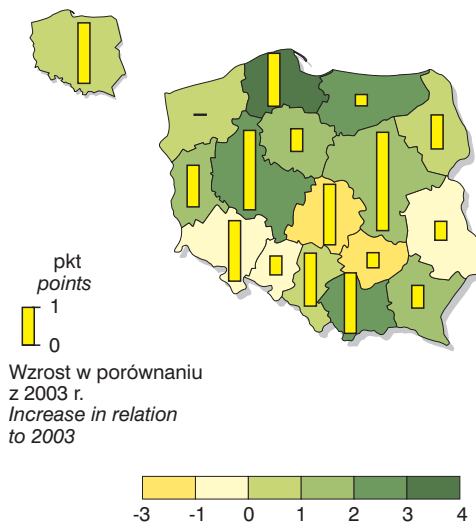 pkt
points
1
0
Wzrost w porównaniu
z 2003 r.
Increase in relation
to 2003
-3 -1 0 1 2 3 4